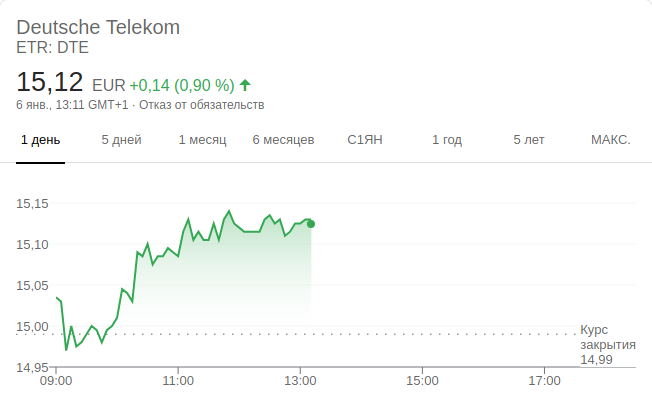 Deutsche Telekom
ETR: DTE
15,12 EUR +0,14 (0,90 %)
6 янв., 13:11 GMT+1 · Отказ от обязательств
1 день 5 дней 1 месяц 6 месяцев С1ЯН 1 год 5 лет МАКС.
15,15
15,10
15,05
15,00
Курс
закрытия
14,99
14,95
09:00 11:00 13:00 15:00 17:00